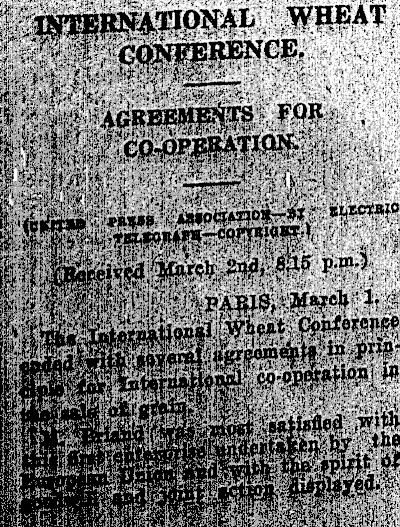 INTERNATIONAL WHEAT
CONFERENCE.
AGREEMENTS FOR
CO-OPERATION.
(UNITED PRESS ASSOCIATION—BY ELECTRIC
TELEGRAPH—COPYRIGHT.)
(Received March 2nd, 8.15 p.m.)
PARIS, March 1.
The International Wheat Conference
ended with several agreements in prin-
ciple for international co-operation in
the sale of grain.
M. Briand was most satisfied with
this first enterprise undertaken by the
European Union and with the spirit of
and joint action displayed.